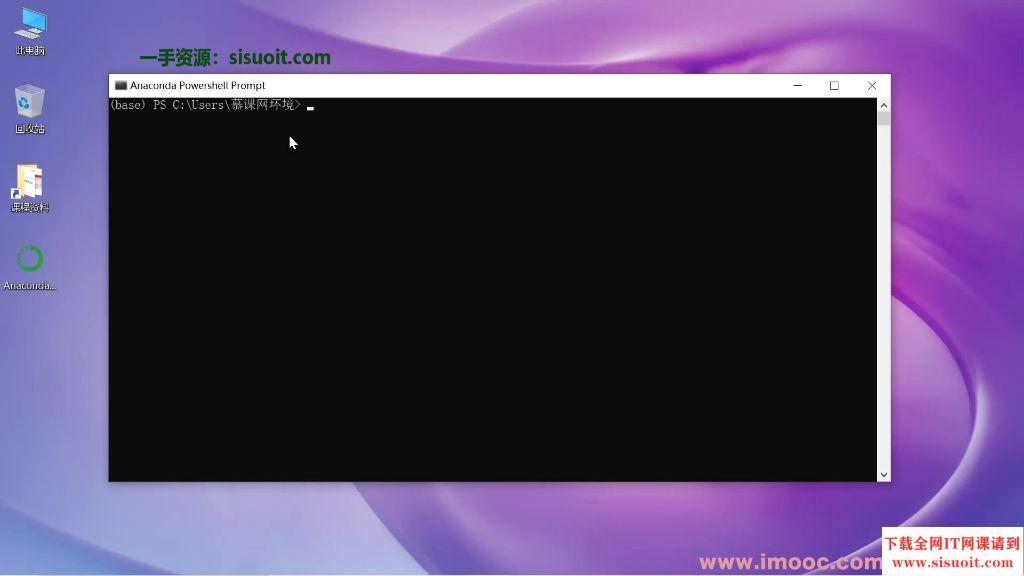 此电脑
一手资源：sisuoit.com
Anaconda Powershell Prompt
(base) PS C:\Users\慕课网环境>
回收站
课程资料
Anaconda...
www.imooc.com
下载全网IT网课请到
www.sisuoit.com